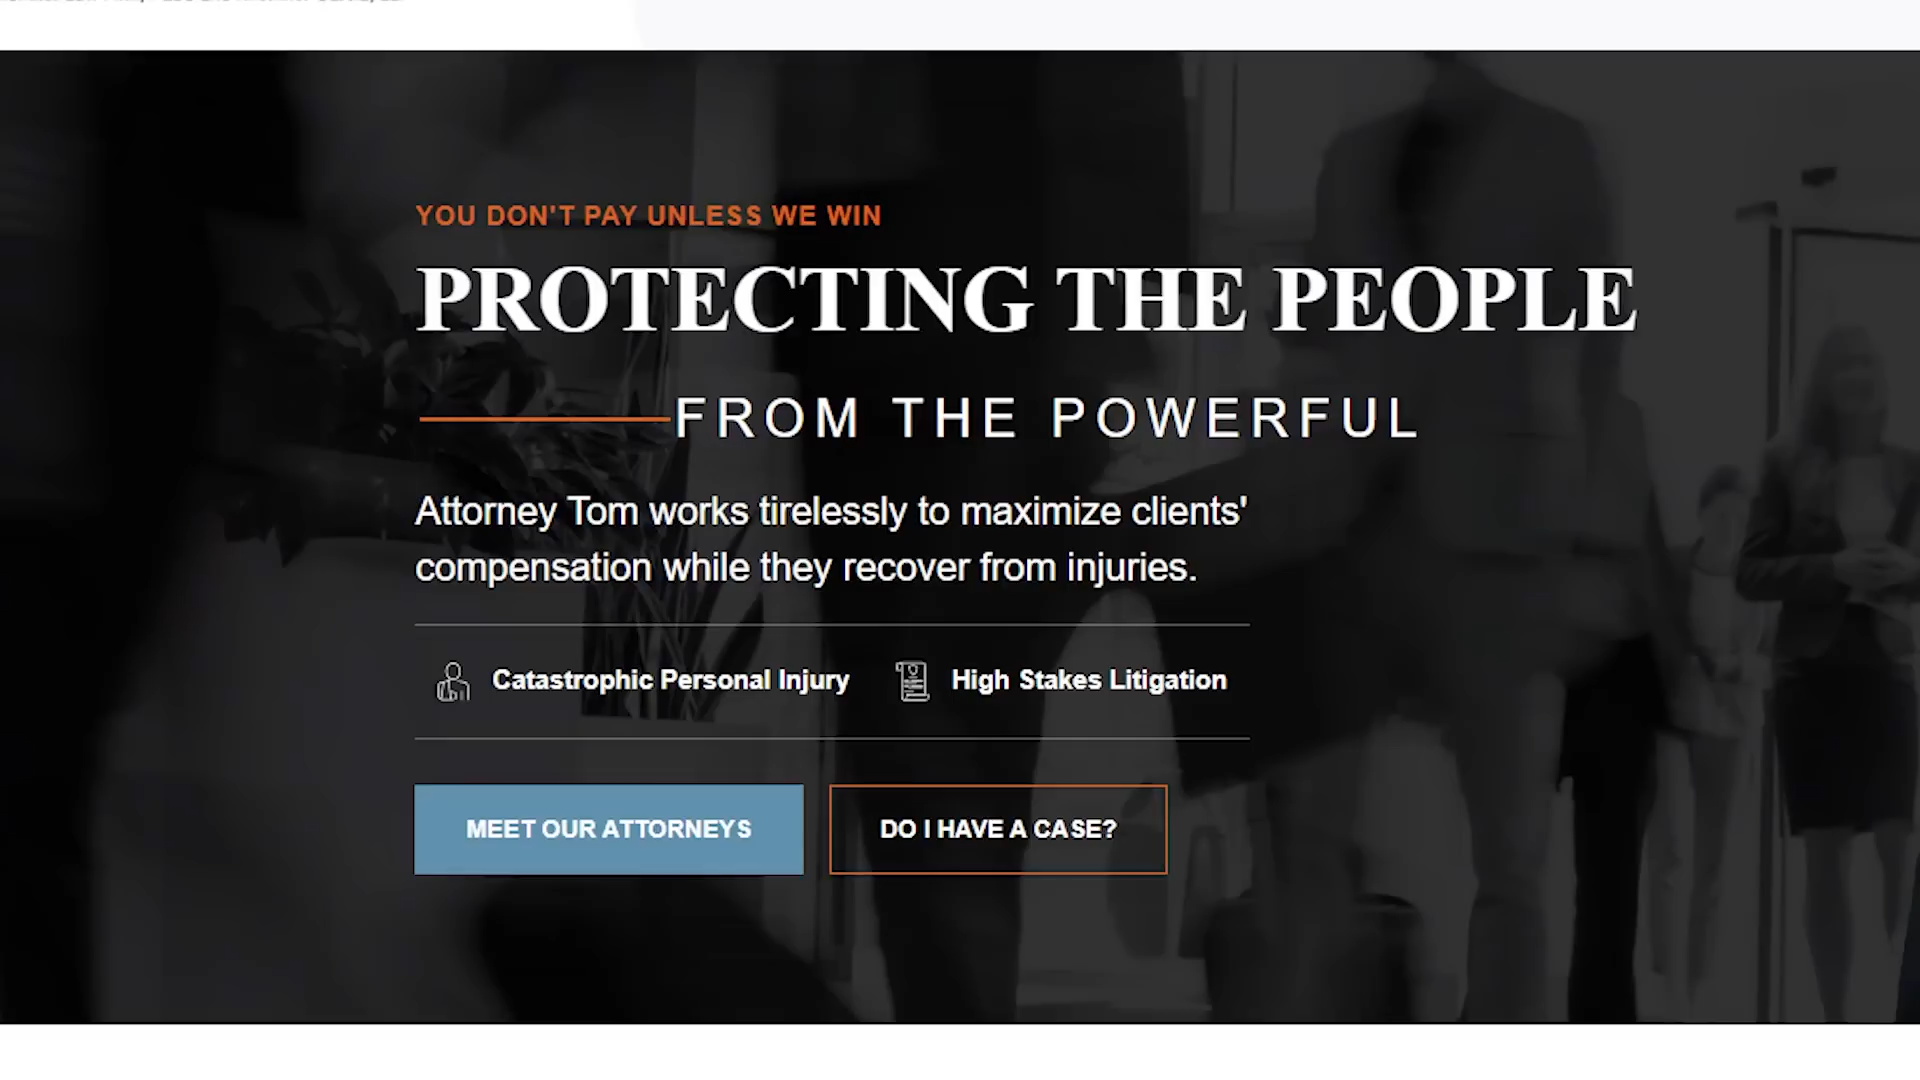 YOU DON'T PAY UNLESS WE WIN
PROTECTING THE PEOPLE
FROM THE POWERFUL
Attorney Tom works tirelessly to maximize clients'
compensation while they recover from injuries.
Catastrophic Personal Injury
High Stakes Litigation
MEET OUR ATTORNEYS
DO I HAVE A CASE?